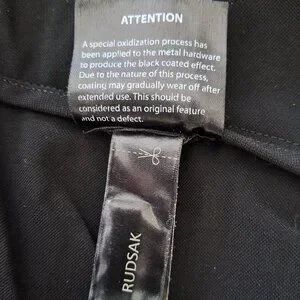 ATTENTION
A special oxidization process has
been applied to the metal hardware
to produce the black coated effect.
Due to the nature of this process,
coating may gradually wear off after
extended use. This should be
considered as an original feature
and not a defect.
RUDSAK